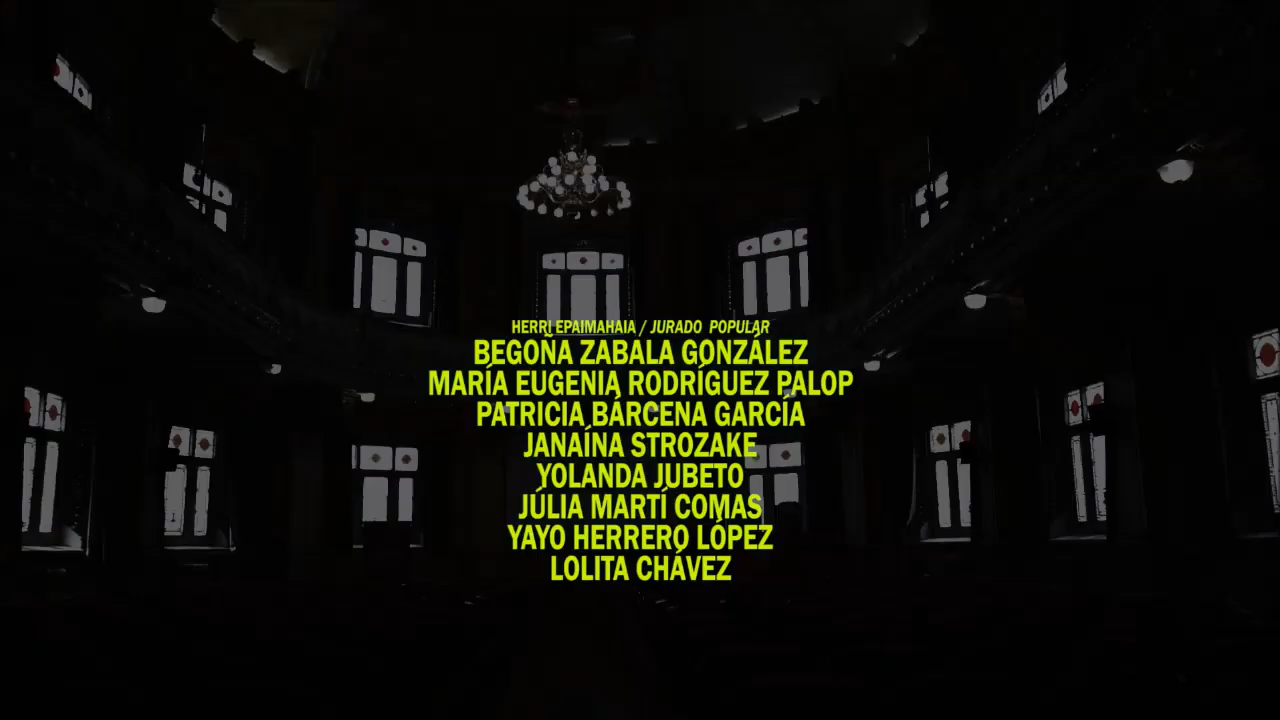 HERRI EPAIMAHAIA / JURADO POPULAR
BEGOÑA ZABALA GONZÁLEZ
MARÍA EUGENIA RODRÍGUEZ PALOP
PATRICIA BÁRCENA GARCÍA
JANAÍNA STROZAKE
YOLANDA JUBETO
JÚLIA MARTÍ COMAS
YAYO HERRERO LÓPEZ
LOLITA CHÁVEZ